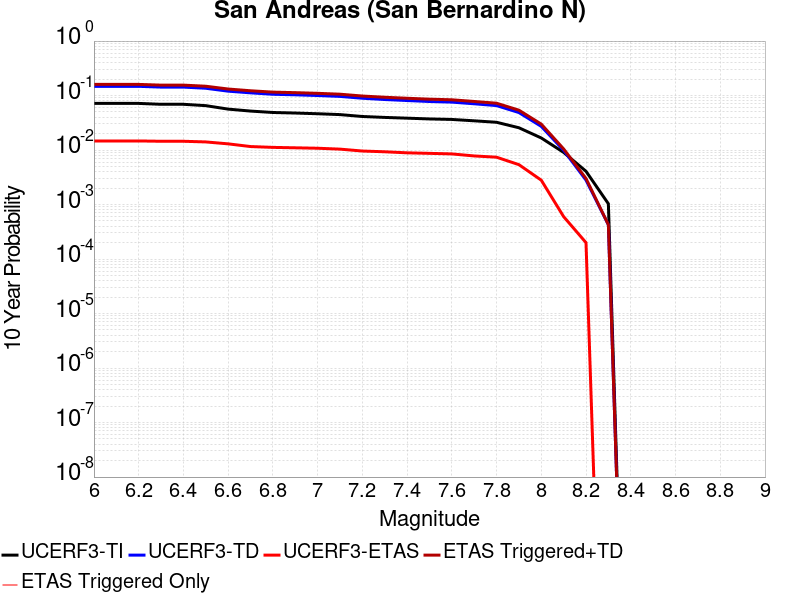 San Andreas (San Bernardino N)
10^0
10^-1
10^-2
10^-3
10^-4
10^-5
10^-6
10^-7
10^-8
10 Year Probability
6 6.2 6.4 6.6 6.8 7 7.2 7.4 7.6 7.8 8 8.2 8.4 8.6 8.8 9
Magnitude
UCERF3-TI UCERF3-TD UCERF3-ETAS ETAS Triggered+TD
ETAS Triggered Only